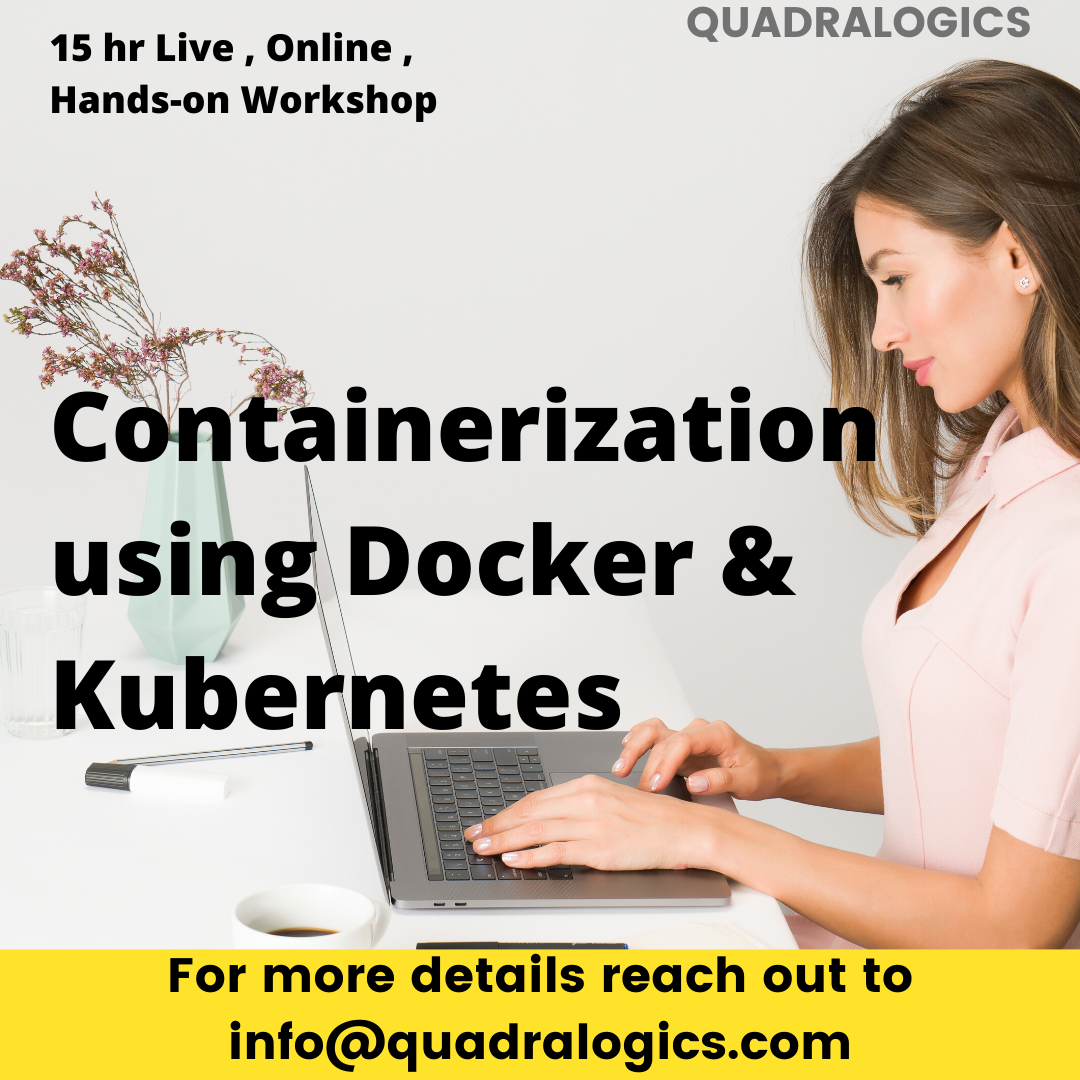 QUADRALOGICS
15 hr Live , Online ,
Hands-on Workshop
Containerization
using Docker &
Kubernetes
For more details reach out to
info@quadralogics.com